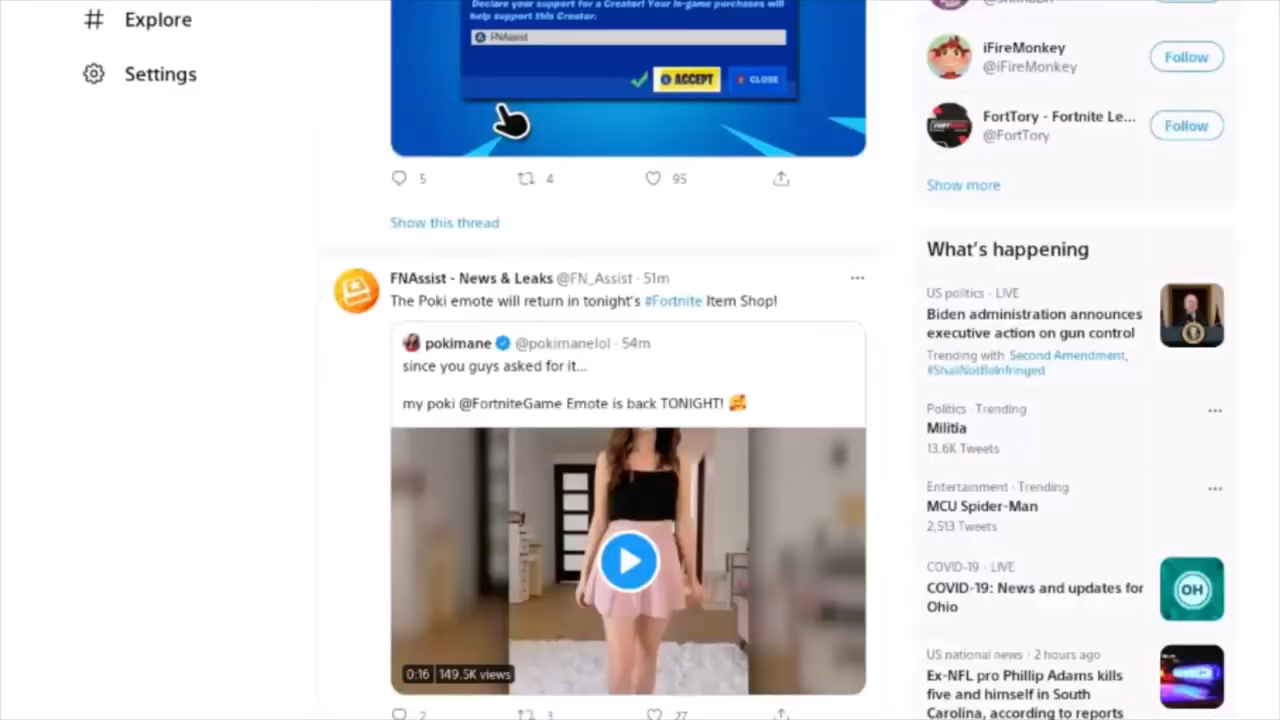 Explore
Settings
Declare your support for a Creator! Your in-game purchases will
help support this Creator.
FNAssist
ACCEPT
CLOSE
5
4
95
Show this thread
FNAssist - News & Leaks @FN_Assist · 51m
The Poki emote will return in tonight's #Fortnite Item Shop!
pokimane @pokimanelol · 54m
since you guys asked for it...
my poki @FortniteGame Emote is back TONIGHT!
0:16 149.5K views
2
3
27
iFireMonkey
@iFireMonkey
Follow
FortTory - Fortnite Le...
@FortTory
Follow
Show more
What's happening
US politics · LIVE
Biden administration announces
executive action on gun control
Trending with Second Amendment,
#ShallNotBeInfringed
Politics · Trending
Militia
13.6K Tweets
Entertainment · Trending
MCU Spider-Man
2,513 Tweets
COVID-19 · LIVE
COVID-19: News and updates for
Ohio
OH
US national news · 2 hours ago
Ex-NFL pro Phillip Adams kills
five and himself in South
Carolina, according to reports